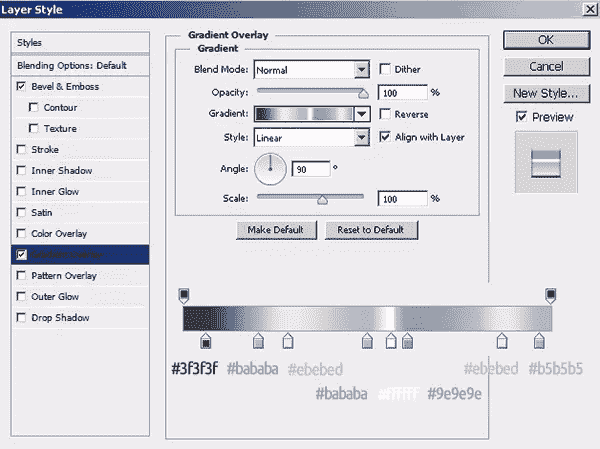 Layer Style
Styles
Blending Options: Default
Bevel & Emboss
Contour
Texture
Stroke
Inner Shadow
Inner Glow
Satin
Color Overlay
Pattern Overlay
Outer Glow
Drop Shadow
Gradient Overlay
Gradient
Blend Mode: Normal Dither
Opacity: 100 %
Gradient: Reverse
Style: Linear Align with Layer
Angle: 90 °
Scale: 100 %
Make Default Reset to Default
OK
Cancel
New Style...
Preview
#3f3f3f #bababa #ebebed #ebebed #b5b5b5
#bababa #ffffff #9e9e9e